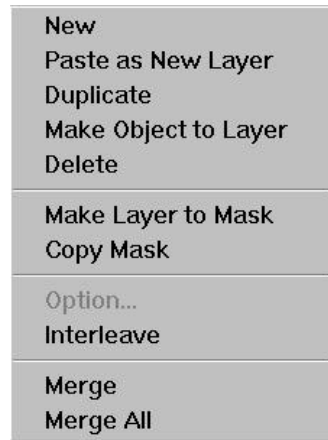 New
Paste as New Layer
Duplicate
Make Object to Layer
Delete
Make Layer to Mask
Copy Mask
Option...
Interleave
Merge
Merge All